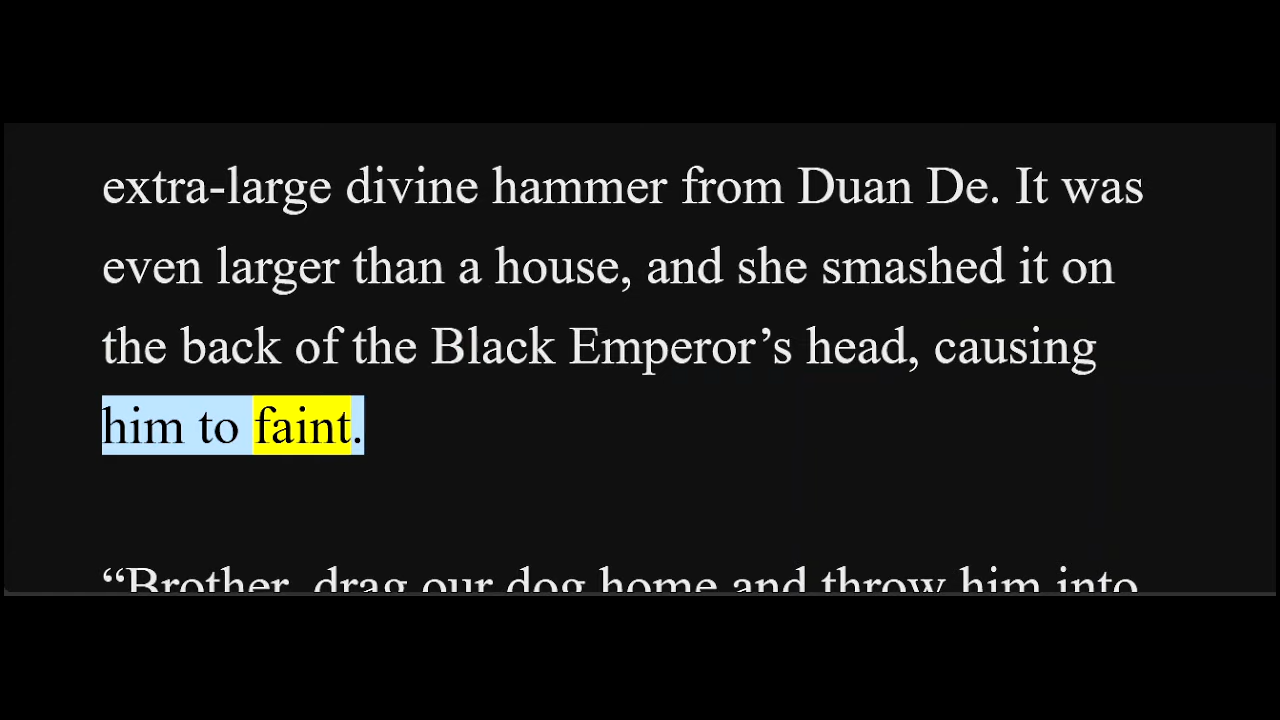 extra-large divine hammer from Duan De. It was
even larger than a house, and she smashed it on
the back of the Black Emperor’s head, causing
him to faint.
“Brother, drag our dog home and throw him into